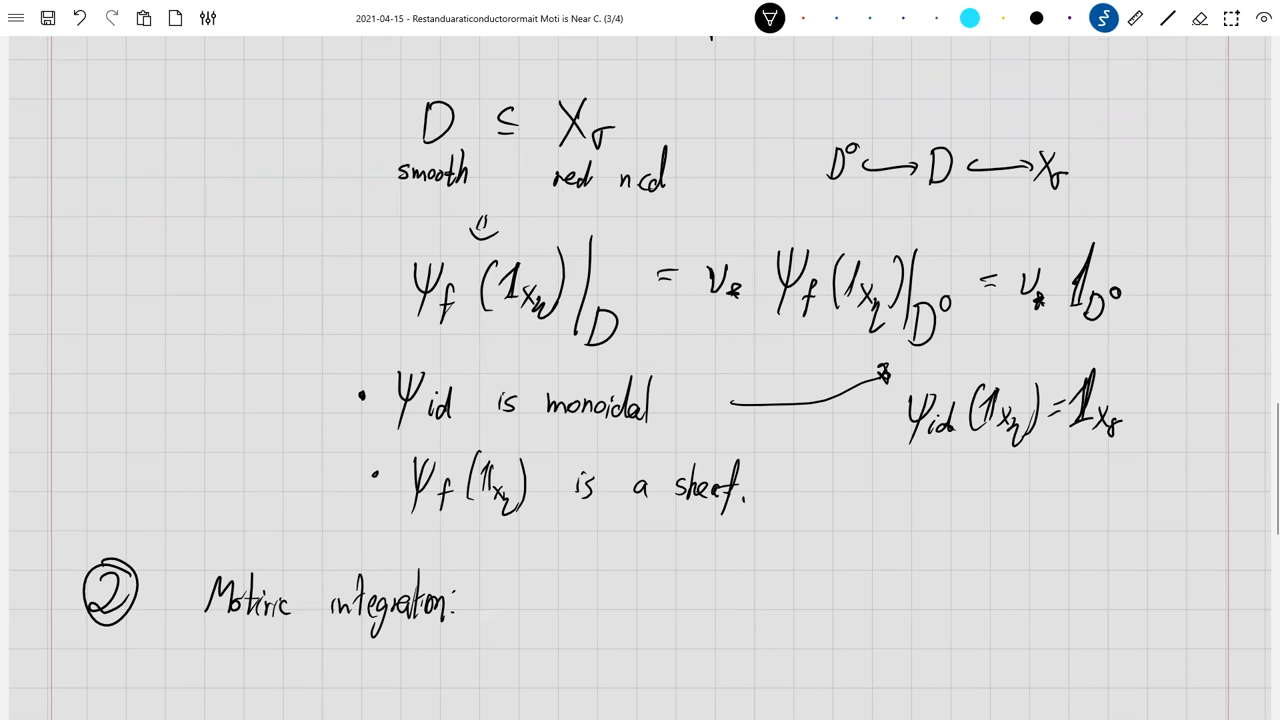 2021-04-15 - Restanduaraticonductorormait Moti is Near C. (3/4)
D ⊆ X_σ
smooth red ncd
D° ↪ D ↪ X_σ
Ψ_f (𝟙_{X_η})|_D = ν_* Ψ_f (𝟙_{X_η})|_{D°} = ν_* 𝟙_{D°}
• Ψ_id is monoidal → Ψ_id (𝟙_{X_η}) = 𝟙_{X_σ}
• Ψ_f (𝟙_{X_η}) is a sheaf.
② Motivic integration: